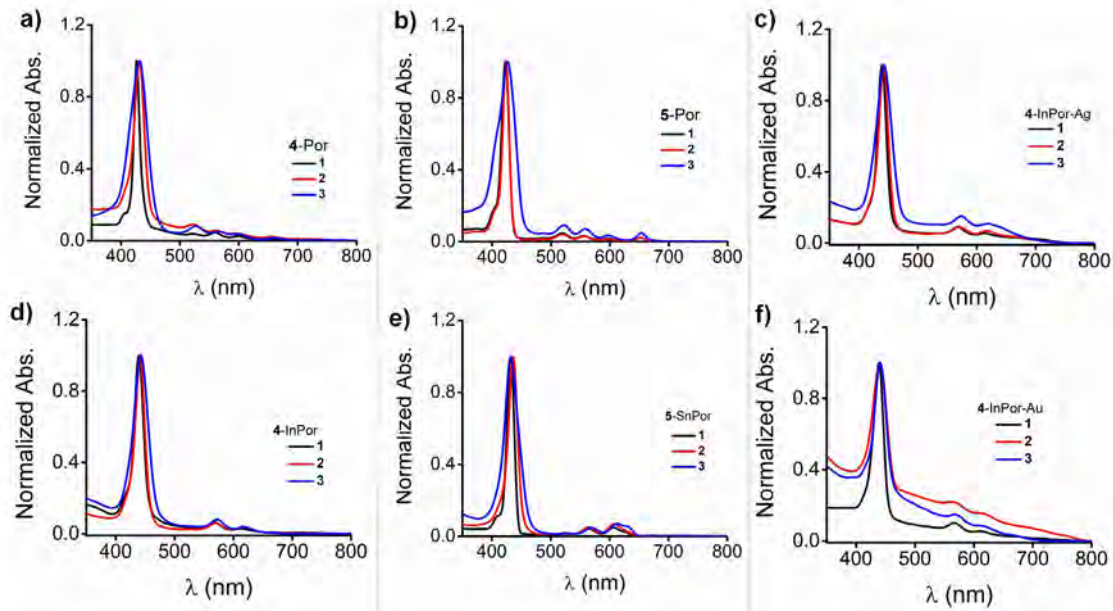 a)
1.2
0.8
0.4
0.0
Normalized Abs.
4-Por
1
2
3
400 500 600 700 800
λ (nm)
b)
1.2
0.8
0.4
0.0
Normalized Abs.
5-Por
1
2
3
400 500 600 700 800
λ (nm)
c)
1.2
0.8
0.4
0.0
Normalized Abs.
4-InPor-Ag
1
2
3
400 500 600 700 800
λ (nm)
d)
1.2
0.8
0.4
0.0
Normalized Abs.
4-InPor
1
2
3
400 500 600 700 800
λ (nm)
e)
1.2
0.8
0.4
0.0
Normalized Abs.
5-SnPor
1
2
3
400 500 600 700 800
λ (nm)
f)
1.2
0.8
0.4
0.0
Normalized Abs.
4-InPor-Au
1
2
3
400 500 600 700 800
λ (nm)